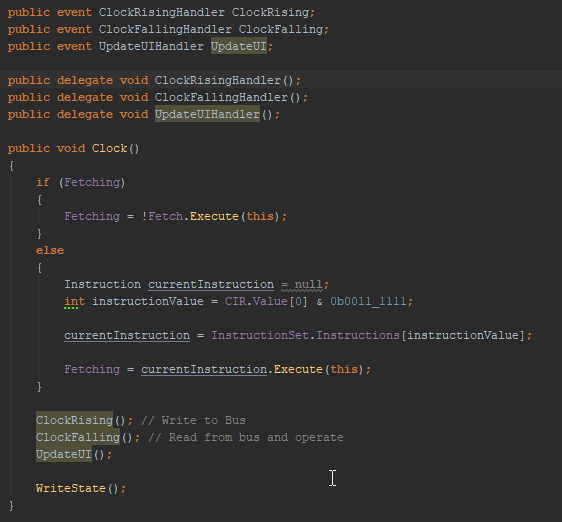 public event ClockRisingHandler ClockRising;
public event ClockFallingHandler ClockFalling;
public event UpdateUIHandler UpdateUI;
public delegate void ClockRisingHandler();
public delegate void ClockFallingHandler();
public delegate void UpdateUIHandler();
public void Clock()
{
if (Fetching)
{
Fetching = !Fetch.Execute(this);
}
else
{
Instruction currentInstruction = null;
int instructionValue = CIR.Value[0] & 0b0011_1111;
currentInstruction = InstructionSet.Instructions[instructionValue];
Fetching = currentInstruction.Execute(this);
}
ClockRising(); // Write to Bus
ClockFalling(); // Read from bus and operate
UpdateUI();
WriteState();
}